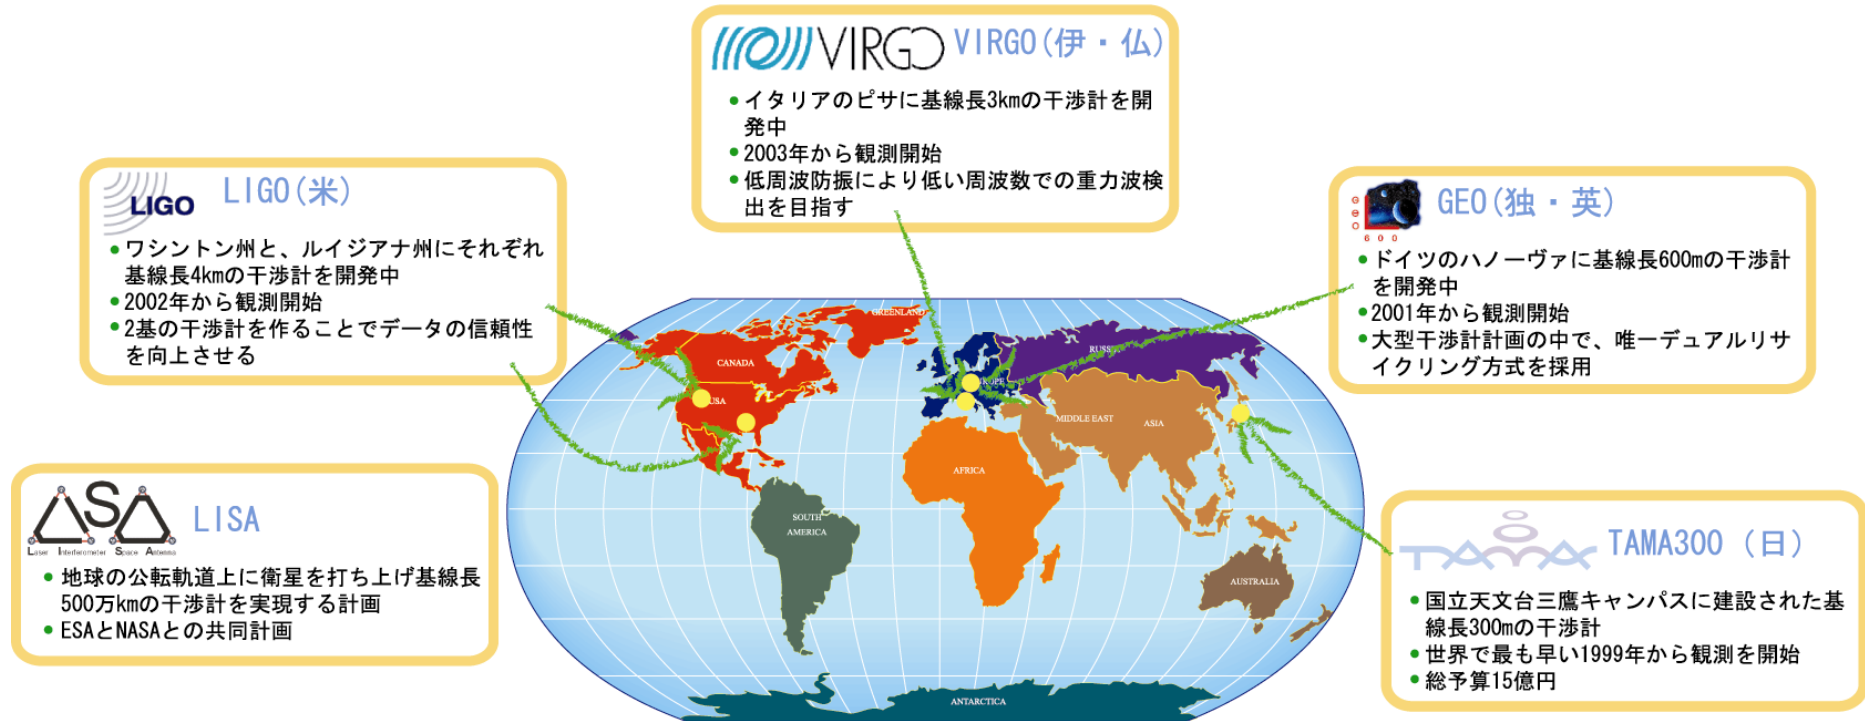 VIRGO VIRGO(伊・仏)
イタリアのピサに基線長3kmの干渉計を開
発中
2003年から観測開始
低周波防振により低い周波数での重力波検
出を目指す
LIGO LIGO(米)
ワシントン州と、ルイジアナ州にそれぞれ
基線長4kmの干渉計を開発中
2002年から観測開始
2基の干渉計を作ることでデータの信頼性
を向上させる
GEO
600
GEO(独・英)
ドイツのハノーヴァに基線長600mの干渉計
を開発中
2001年から観測開始
大型干渉計計画の中で、唯一デュアルリサ
イクリング方式を採用
LISA
Laser Interferometer Space Antenna
LISA
地球の公転軌道上に衛星を打ち上げ基線長
500万kmの干渉計を実現する計画
ESAとNASAとの共同計画
TAMA TAMA300 (日)
国立天文台三鷹キャンパスに建設された基
線長300mの干渉計
世界で最も早い1999年から観測を開始
総予算15億円
GREENLAND
CANADA
USA
RUSS
EUROPE
MIDDLE EAST
ASIA
AFRICA
SOUTH
AMERICA
AUSTRALIA
ANTARCTICA